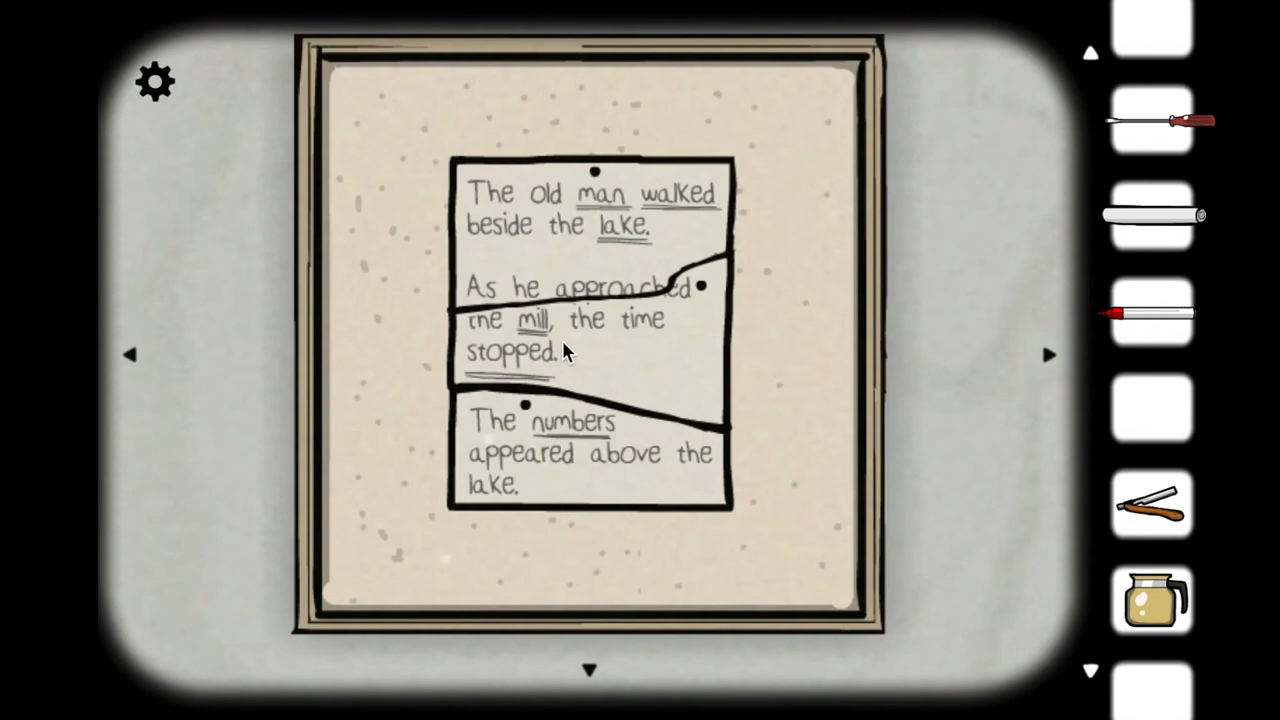 The old man walked
beside the lake.
As he approached
the mill, the time
stopped.
The numbers
appeared above the
lake.